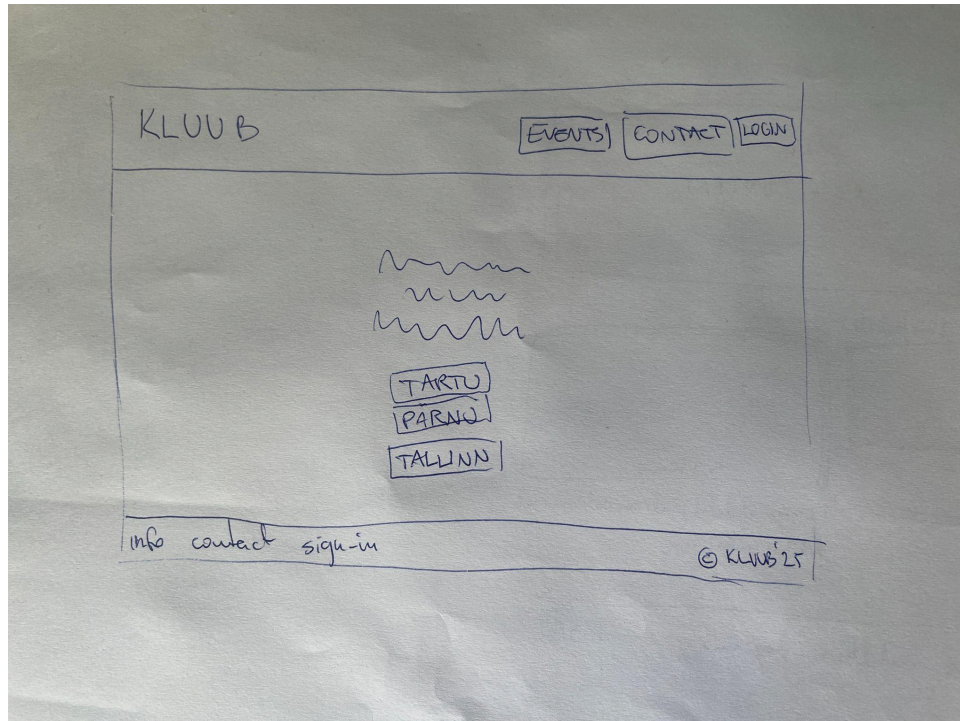 KLUUB EVENTS CONTACT LOGIN
TARTU
PÄRNU
TALLINN
info contact sign-in © KLUUB'25